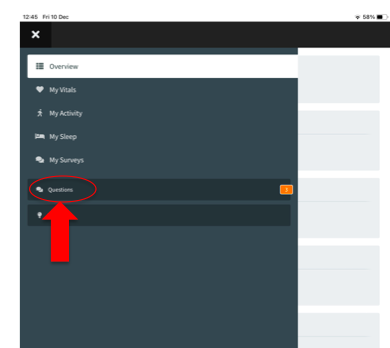 12:45 Fri 10 Dec
58%
Overview
My Vitals
My Activity
My Sleep
My Surveys
Questions